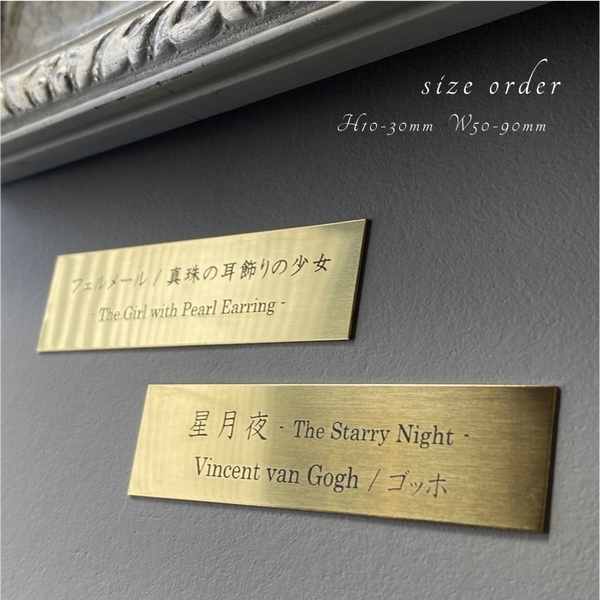 size order
H10-30mm W50-90mm
フェルメール / 真珠の耳飾りの少女
- The Girl with Pearl Earring -
星月夜 - The Starry Night -
Vincent van Gogh / ゴッホ